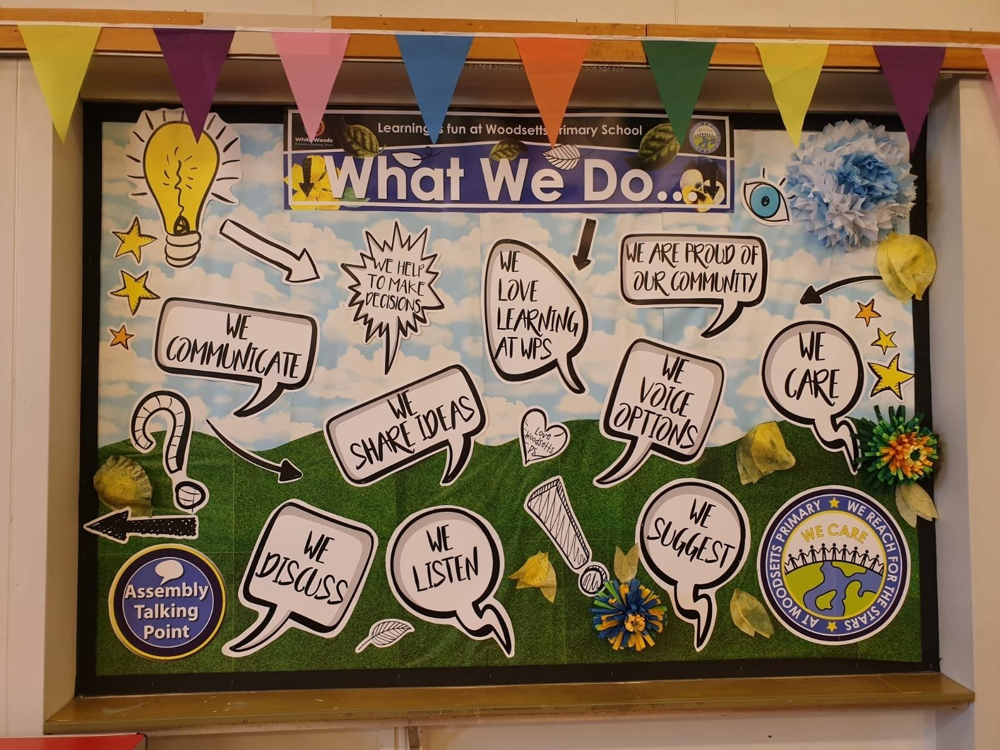 White Woods
Primary Academy Trust
Learning is fun at Woodsetts Primary School
WE CARE
What We Do...
WE HELP
TO MAKE
DECISIONS
WE
LOVE
LEARNING
AT WPS
WE ARE PROUD OF
OUR COMMUNITY
WE
COMMUNICATE
WE
SHARE IDEAS
Love
Woodsetts
PS
WE
VOICE
OPTIONS
WE
CARE
WE
DISCUSS
WE
LISTEN
WE
SUGGEST
Assembly
Talking
Point
AT WOODSETTS PRIMARY ★ WE REACH FOR THE STARS ★
WE CARE